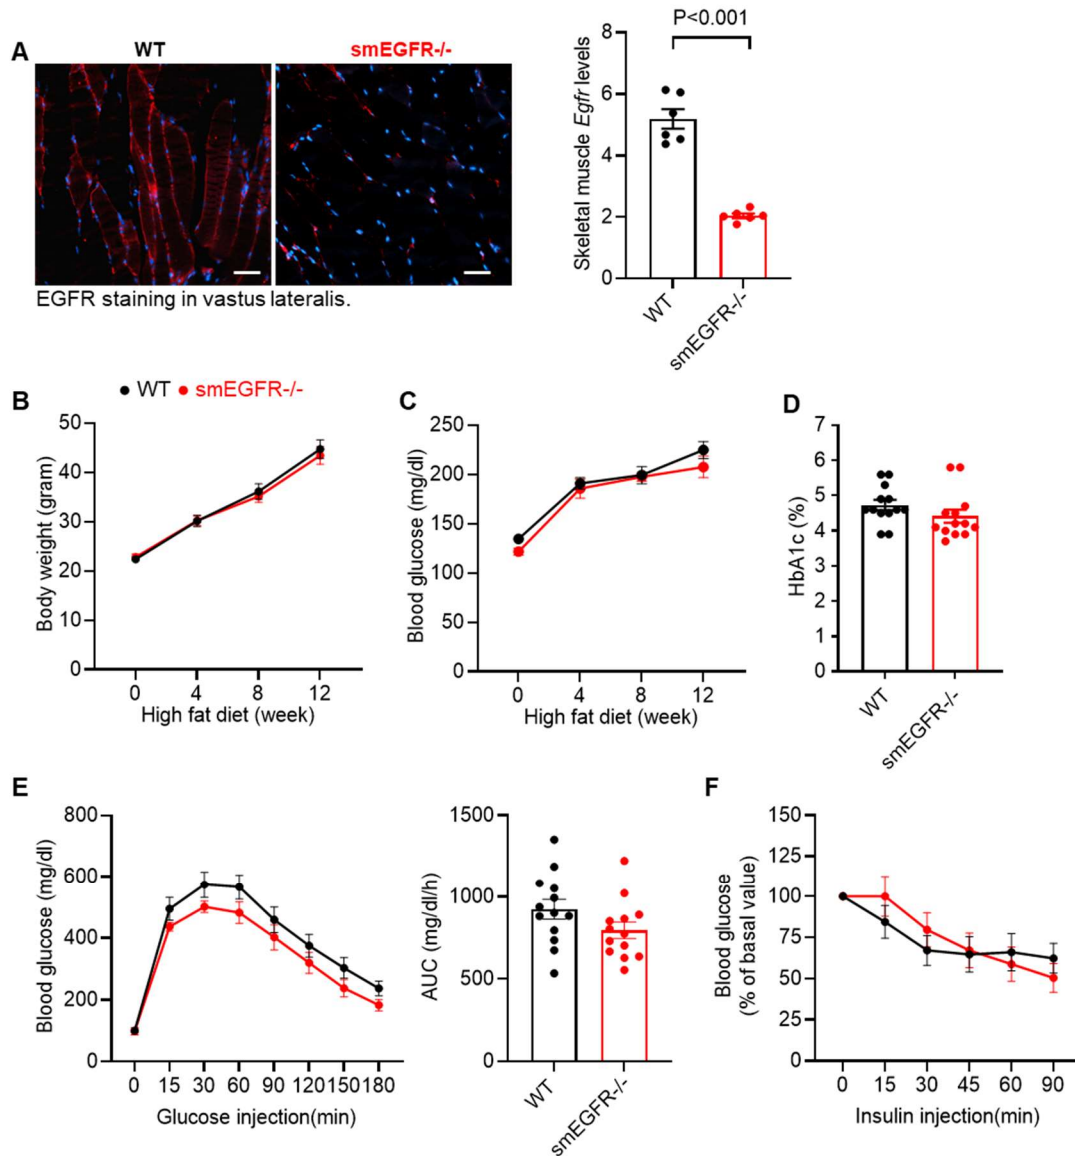 A
WT
smEGFR-/-
EGFR staining in vastus lateralis.
P<0.001
Skeletal muscle Egfr levels
8
6
4
2
0
WT
smEGFR-/-
B
WT
smEGFR-/-
Body weight (gram)
50
40
30
20
10
0
0 4 8 12
High fat diet (week)
C
Blood glucose (mg/dl)
250
200
150
100
50
0
0 4 8 12
High fat diet (week)
D
HbA1c (%)
7
6
5
4
3
2
1
0
WT
smEGFR-/-
E
Blood glucose (mg/dl)
800
600
400
200
0
0 15 30 60 90 120 150 180
Glucose injection(min)
AUC (mg/dl/h)
1500
1000
500
0
WT
smEGFR-/-
F
Blood glucose
(% of basal value)
150
125
100
75
50
25
0
0 15 30 45 60 90
Insulin injection(min)